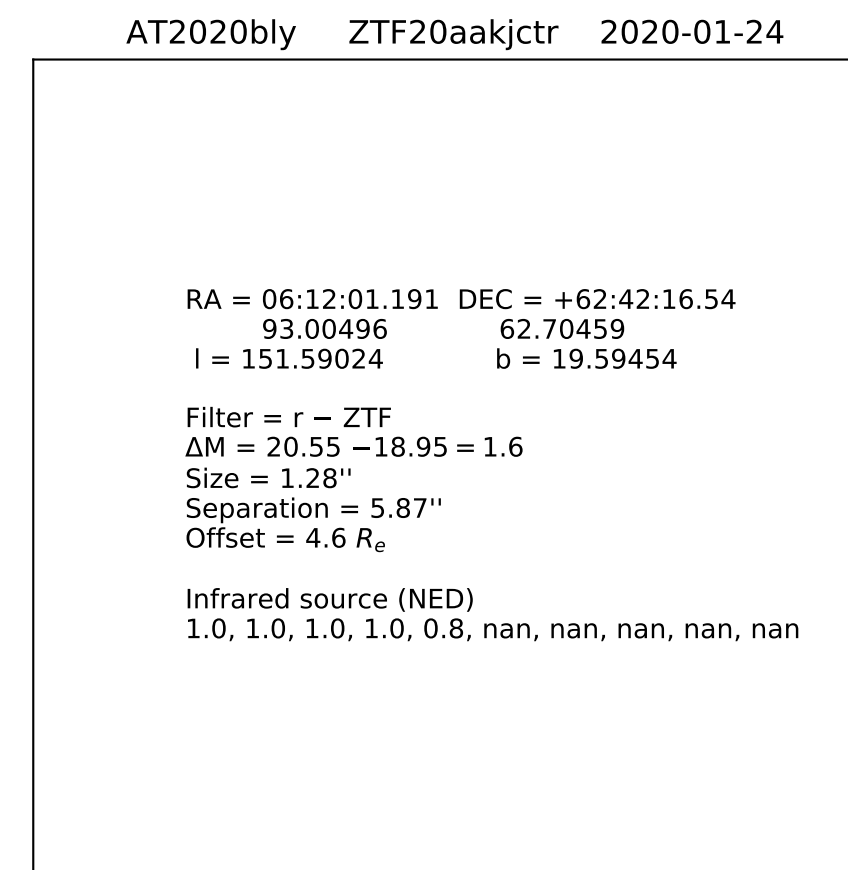 AT2020bly ZTF20aakjctr 2020-01-24
RA = 06:12:01.191 DEC = +62:42:16.54
93.00496 62.70459
l = 151.59024 b = 19.59454
Filter = r − ZTF
ΔM = 20.55 −18.95 = 1.6
Size = 1.28''
Separation = 5.87''
Offset = 4.6 Re
Infrared source (NED)
1.0, 1.0, 1.0, 1.0, 0.8, nan, nan, nan, nan, nan